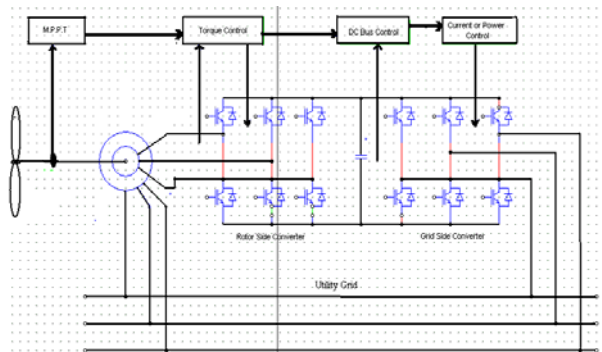 M.P.P.T
Torque Control
DC Bus Control
Current or Power
Control
Rotor Side Converter
Grid Side Converter
Utility Grid